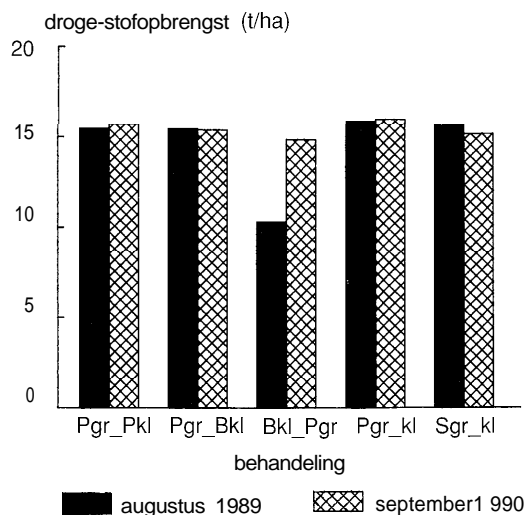 droge-stofopbrengst (t/ha)
20
15
10
5
0
Pgr_Pkl Pgr_Bkl Bkl_Pgr Pgr_kl Sgr_kl
behandeling
augustus 1989 september1 990